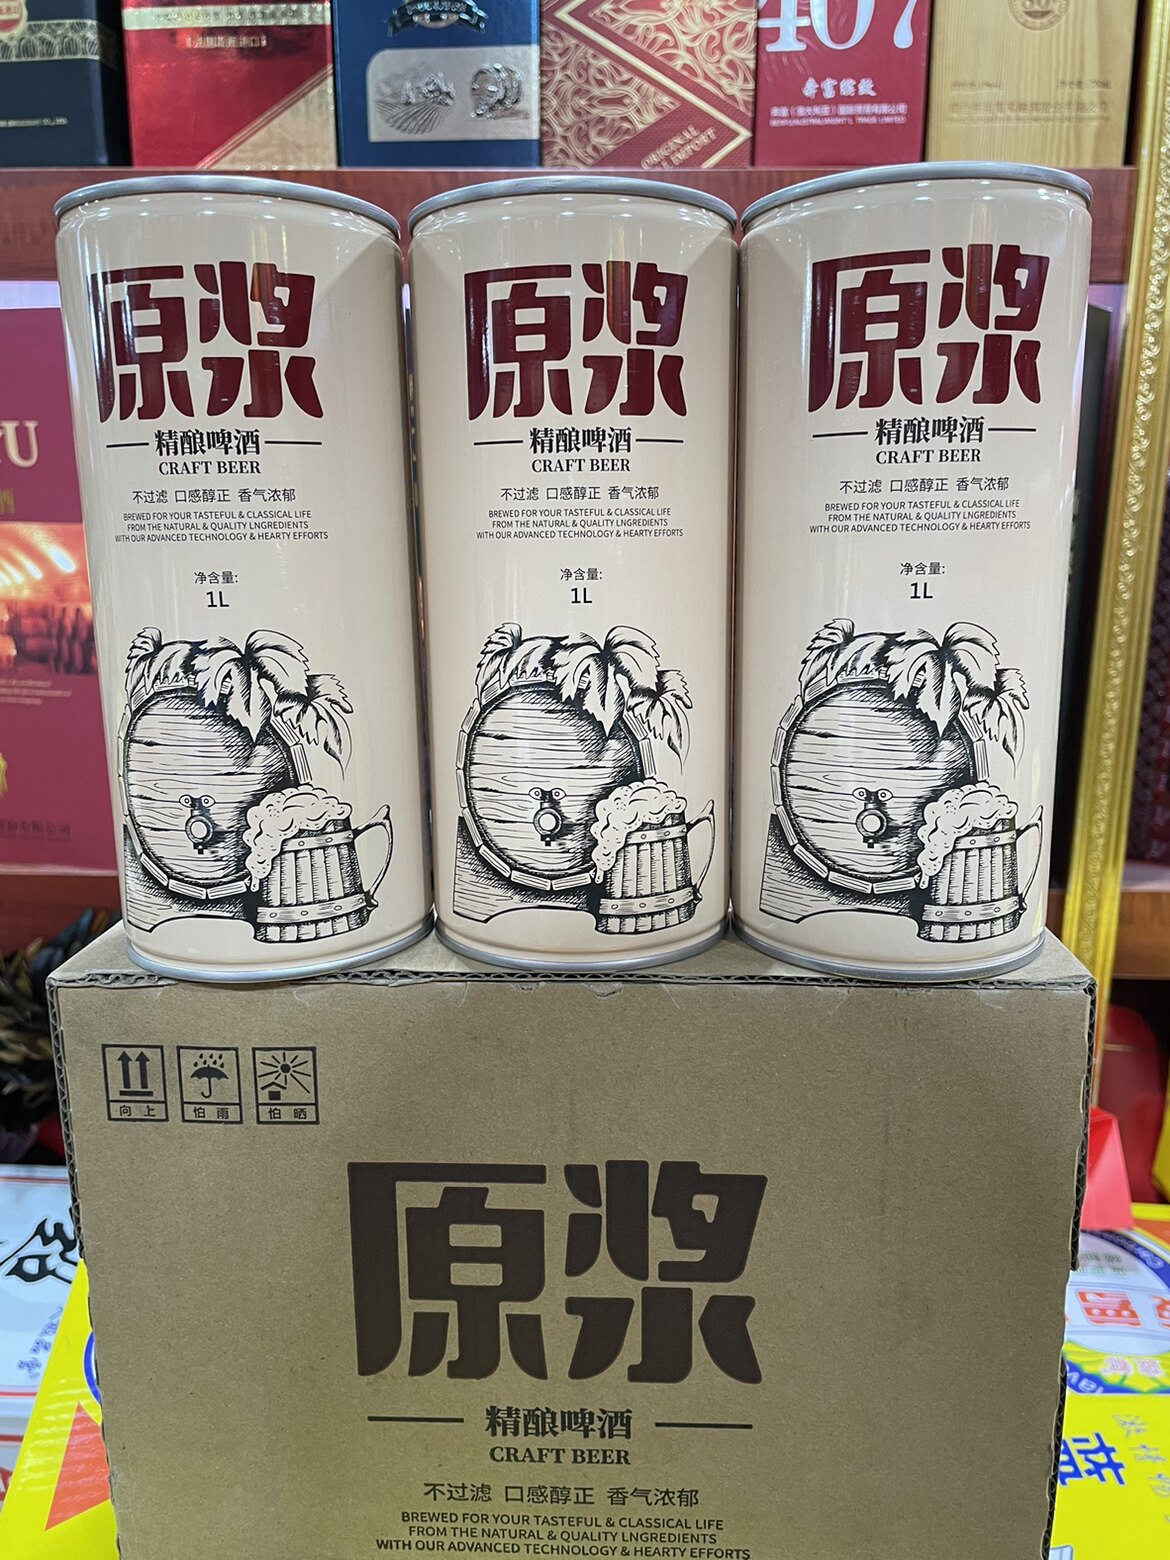 407
ORIGINAL
IMPORT
YU
酒
原浆
精酿啤酒
CRAFT BEER
不过滤 口感醇正 香气浓郁
BREWED FOR YOUR TASTEFUL & CLASSICAL LIFE
FROM THE NATURAL & QUALITY LNGREDIENTS
WITH OUR ADVANCED TECHNOLOGY & HEARTY EFFORTS
净含量:
1L
原浆
精酿啤酒
CRAFT BEER
不过滤 口感醇正 香气浓郁
BREWED FOR YOUR TASTEFUL & CLASSICAL LIFE
FROM THE NATURAL & QUALITY LNGREDIENTS
WITH OUR ADVANCED TECHNOLOGY & HEARTY EFFORTS
净含量:
1L
原浆
精酿啤酒
CRAFT BEER
不过滤 口感醇正 香气浓郁
BREWED FOR YOUR TASTEFUL & CLASSICAL LIFE
FROM THE NATURAL & QUALITY LNGREDIENTS
WITH OUR ADVANCED TECHNOLOGY & HEARTY EFFORTS
净含量:
1L
向上
怕雨
怕晒
原浆
精酿啤酒
CRAFT BEER
不过滤 口感醇正 香气浓郁
BREWED FOR YOUR TASTEFUL & CLASSICAL LIFE
FROM THE NATURAL & QUALITY LNGREDIENTS
WITH OUR ADVANCED TECHNOLOGY & HEARTY EFFORTS